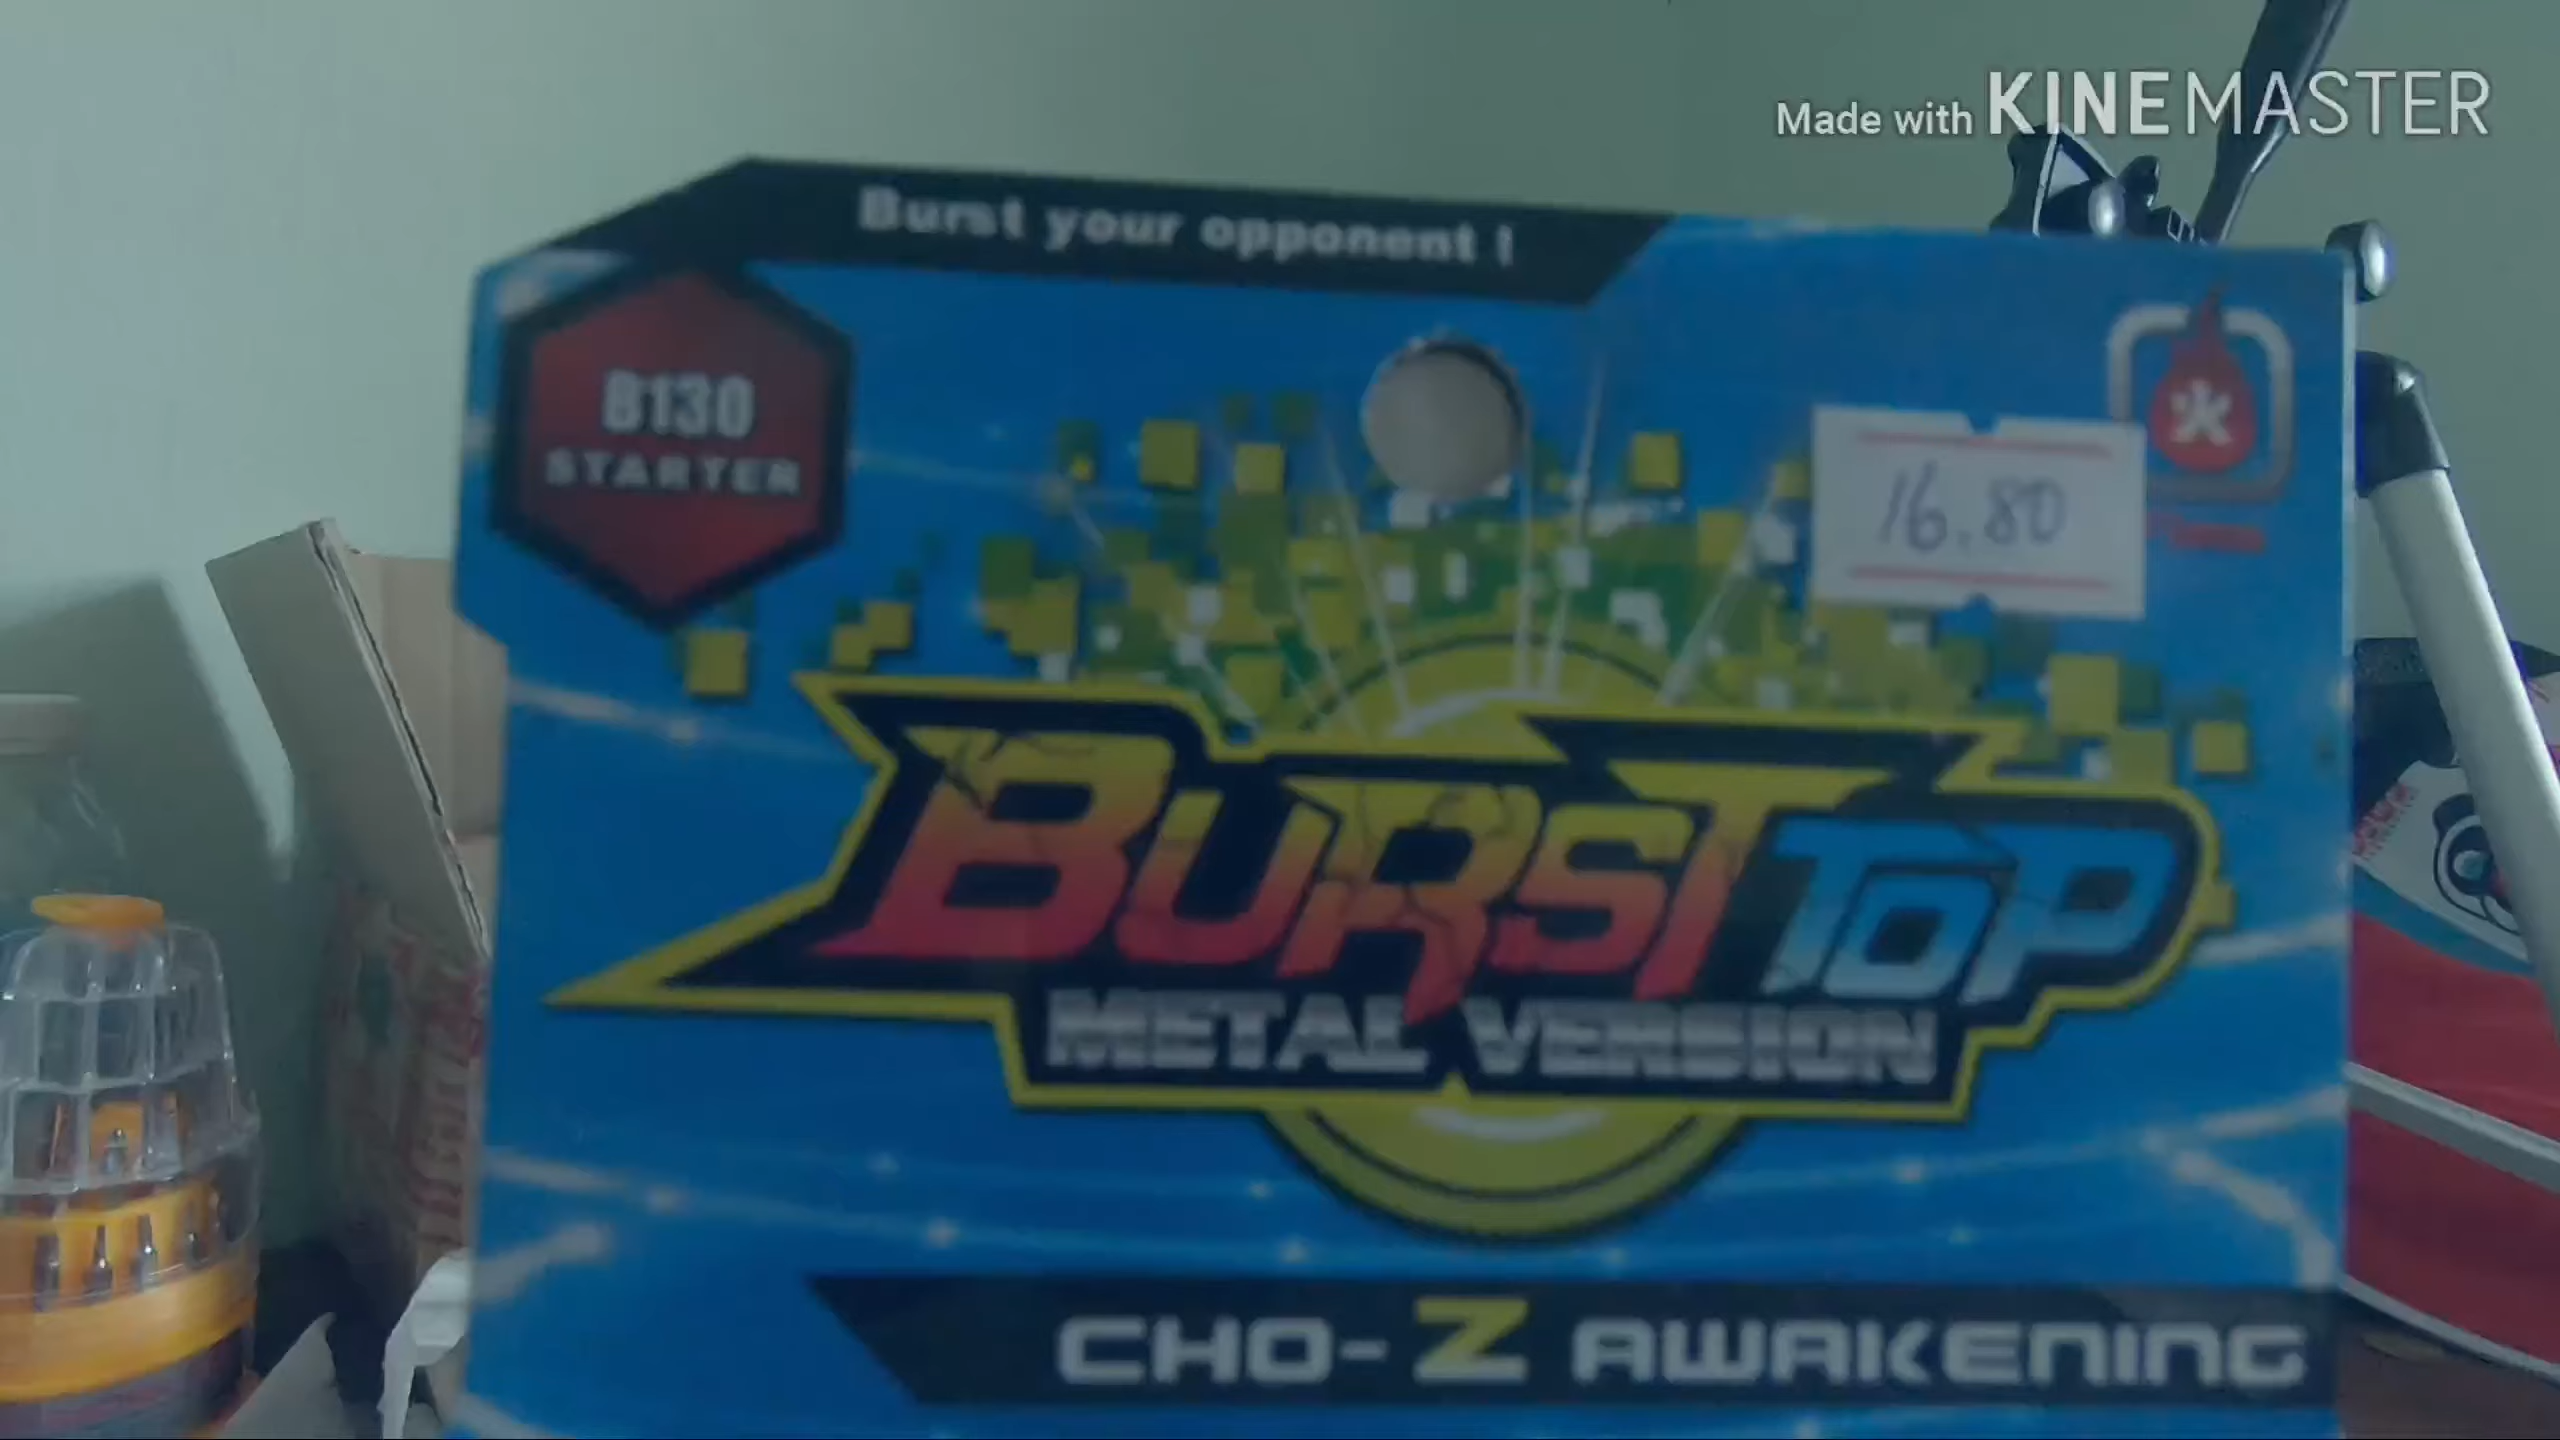 Made with KINEMASTER
Burst your opponent !
B130
STARTER
16.80
BURST TOP
METAL VERSION
CHO-Z AWAKENING